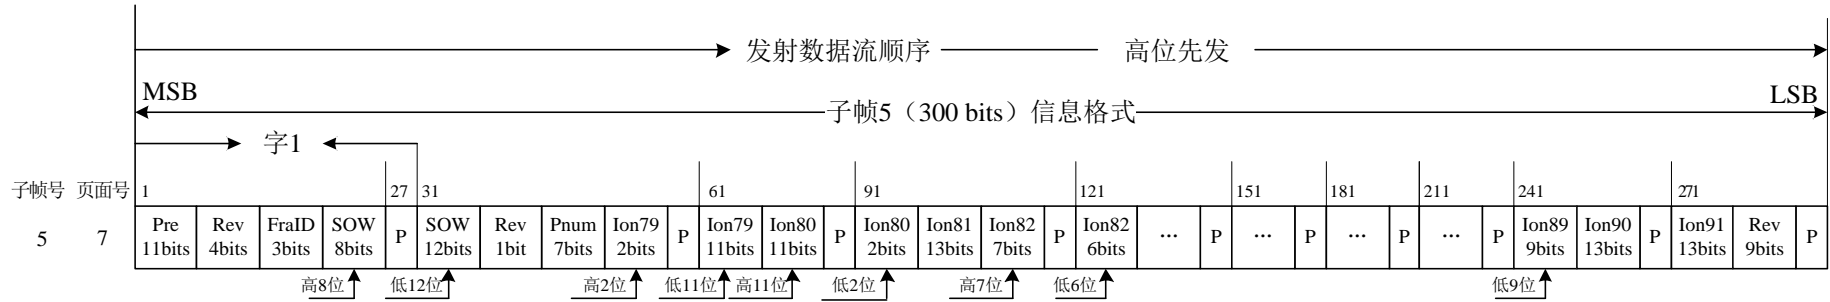 发射数据流顺序 高位先发
MSB LSB
子帧5（300 bits）信息格式
字1
子帧号 页面号 1 27 31 61 91 121 151 181 211 241 271
5 7 Pre 11bits Rev 4bits FraID 3bits SOW 8bits P SOW 12bits Rev 1bit Pnum 7bits Ion79 2bits P Ion79 11bits Ion80 11bits P Ion80 2bits Ion81 13bits Ion82 7bits P Ion82 6bits ... P ... P ... P ... P Ion89 9bits Ion90 13bits P Ion91 13bits Rev 9bits P
高8位 低12位 高2位 低11位 高11位 低2位 高7位 低6位 低9位